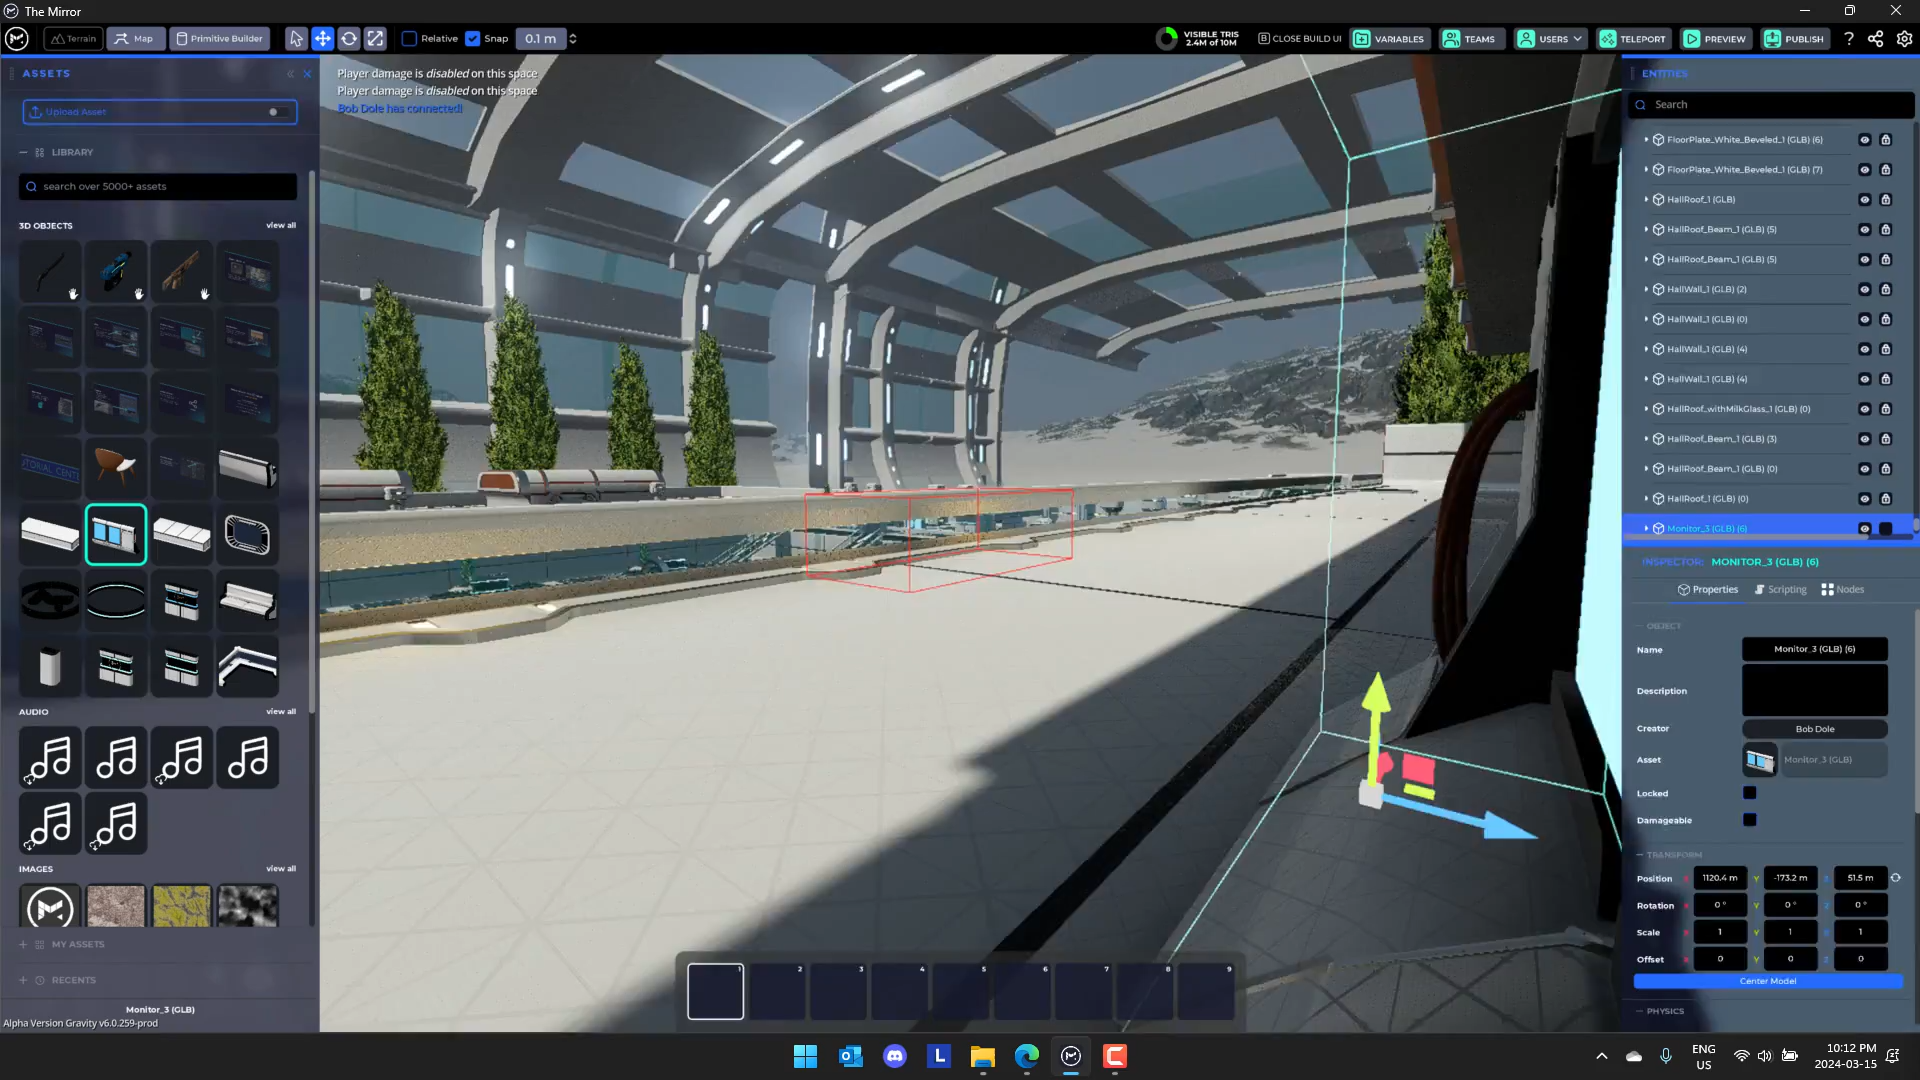 The Mirror
Terrain
Map
Primitive Builder
Relative
Snap
0.1 m
VISIBLE TRIS
2.4M of 10M
B CLOSE BUILD UI
VARIABLES
TEAMS
USERS
TELEPORT
PREVIEW
PUBLISH
?
ASSETS
Upload Asset
LIBRARY
search over 5000+ assets
3D OBJECTS
view all
TORIAL CENTE
AUDIO
view all
IMAGES
view all
MY ASSETS
RECENTS
Monitor_3 (GLB)
Alpha Version Gravity v6.0.259-prod
Player damage is disabled on this space
Player damage is disabled on this space
Bob Dole has connected!
1 2 3 4 5 6 7 8 9
ENTITIES
Search
FloorPlate_White_Beveled_1 (GLB) (6)
FloorPlate_White_Beveled_1 (GLB) (7)
HallRoof_1 (GLB)
HallRoof_Beam_1 (GLB) (5)
HallRoof_Beam_1 (GLB) (5)
HallWall_1 (GLB) (2)
HallWall_1 (GLB) (0)
HallWall_1 (GLB) (4)
HallWall_1 (GLB) (4)
HallRoof_withMilkGlass_1 (GLB) (0)
HallRoof_Beam_1 (GLB) (3)
HallRoof_Beam_1 (GLB) (0)
HallRoof_1 (GLB) (0)
Monitor_3 (GLB) (6)
INSPECTOR: MONITOR_3 (GLB) (6)
Properties
Scripting
Nodes
OBJECT
Name Monitor_3 (GLB) (6)
Description
Creator Bob Dole
Asset Monitor_3 (GLB)
Locked
Damageable
TRANSFORM
Position X 1120.4 m Y -173.2 m Z 51.5 m
Rotation X 0 ° Y 0 ° Z 0 °
Scale X 1 Y 1 Z 1
Offset X 0 Y 0 Z 0
Center Model
PHYSICS
L
ENG
US
10:12 PM
2024-03-15